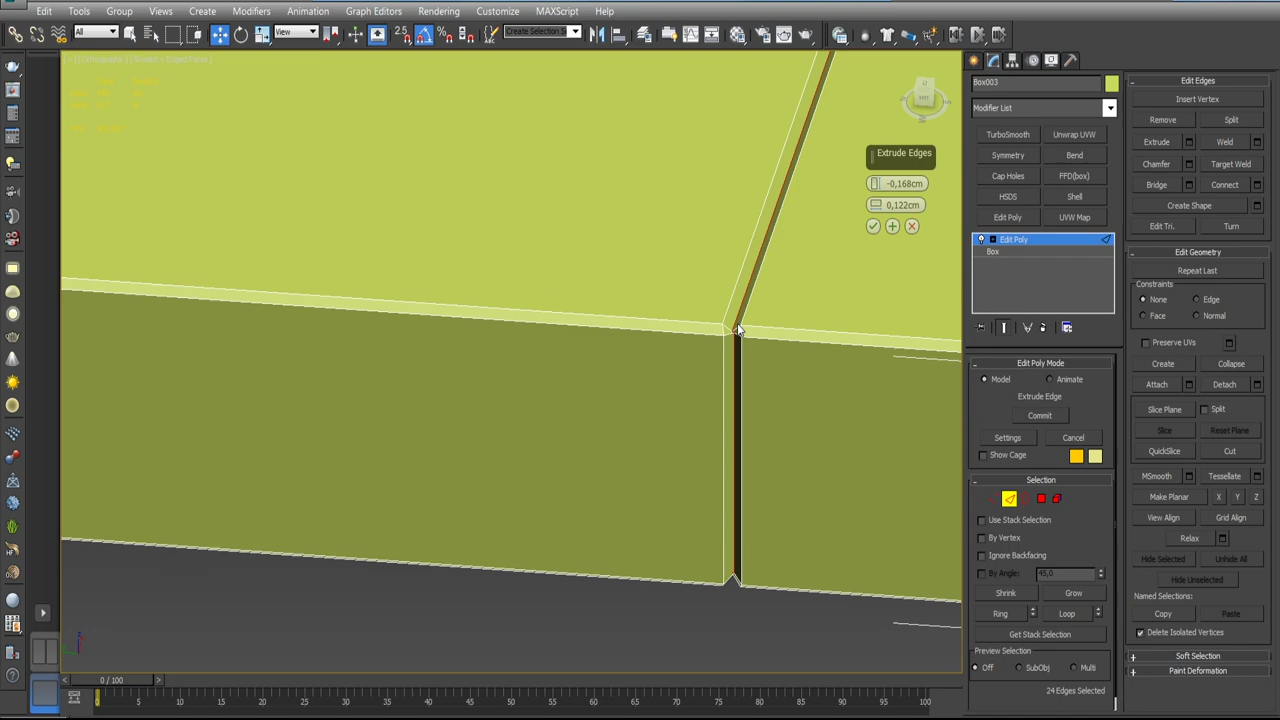 Edit Tools Group Views Create Modifiers Animation Graph Editors Rendering Customize MAXScript Help
All View 2.5 Create Selection S
Extrude Edges
-0,168cm
0,122cm
Box003
Modifier List
TurboSmooth Unwrap UVW
Symmetry Bend
Cap Holes FFD(box)
HSDS Shell
Edit Poly UVW Map
Edit Poly
Box
Edit Poly Mode
Model Animate
Extrude Edge
Commit
Settings Cancel
Show Cage
Selection
Use Stack Selection
By Vertex
Ignore Backfacing
By Angle: 45,0
Shrink Grow
Ring Loop
Get Stack Selection
Preview Selection
Off SubObj Multi
24 Edges Selected
Edit Edges
Insert Vertex
Remove Split
Extrude Weld
Chamfer Target Weld
Bridge Connect
Create Shape
Edit Tri. Turn
Edit Geometry
Repeat Last
Constraints
None Edge
Face Normal
Preserve UVs
Create Collapse
Attach Detach
Slice Plane Split
Slice Reset Plane
QuickSlice Cut
MSmooth Tessellate
Make Planar X Y Z
View Align Grid Align
Relax
Hide Selected Unhide All
Hide Unselected
Named Selections:
Copy Paste
Delete Isolated Vertices
Soft Selection
Paint Deformation
0 / 100
0 5 10 15 20 25 30 35 40 45 50 55 60 65 70 75 80 85 90 95 100